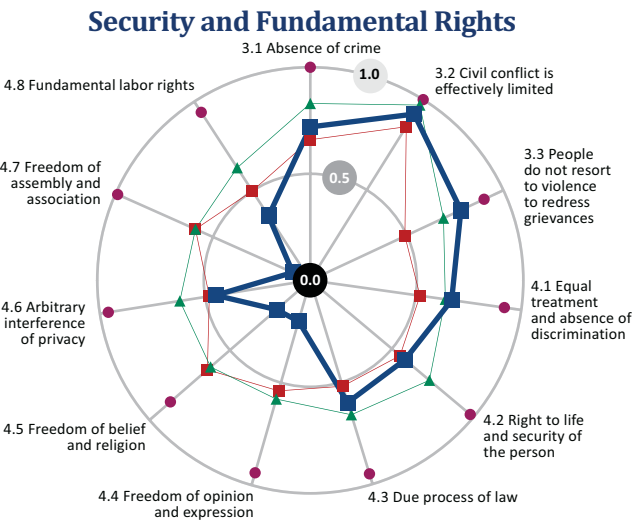 Security and Fundamental Rights
3.1 Absence of crime
1.0
3.2 Civil conflict is
effectively limited
4.8 Fundamental labor rights
3.3 People
do not resort
to violence
to redress
grievances
4.7 Freedom of
assembly and
association
0.5
0.0
4.1 Equal
treatment
and absence of
discrimination
4.6 Arbitrary
interference
of privacy
4.2 Right to life
and security of
the person
4.5 Freedom of belief
and religion
4.4 Freedom of opinion
and expression
4.3 Due process of law